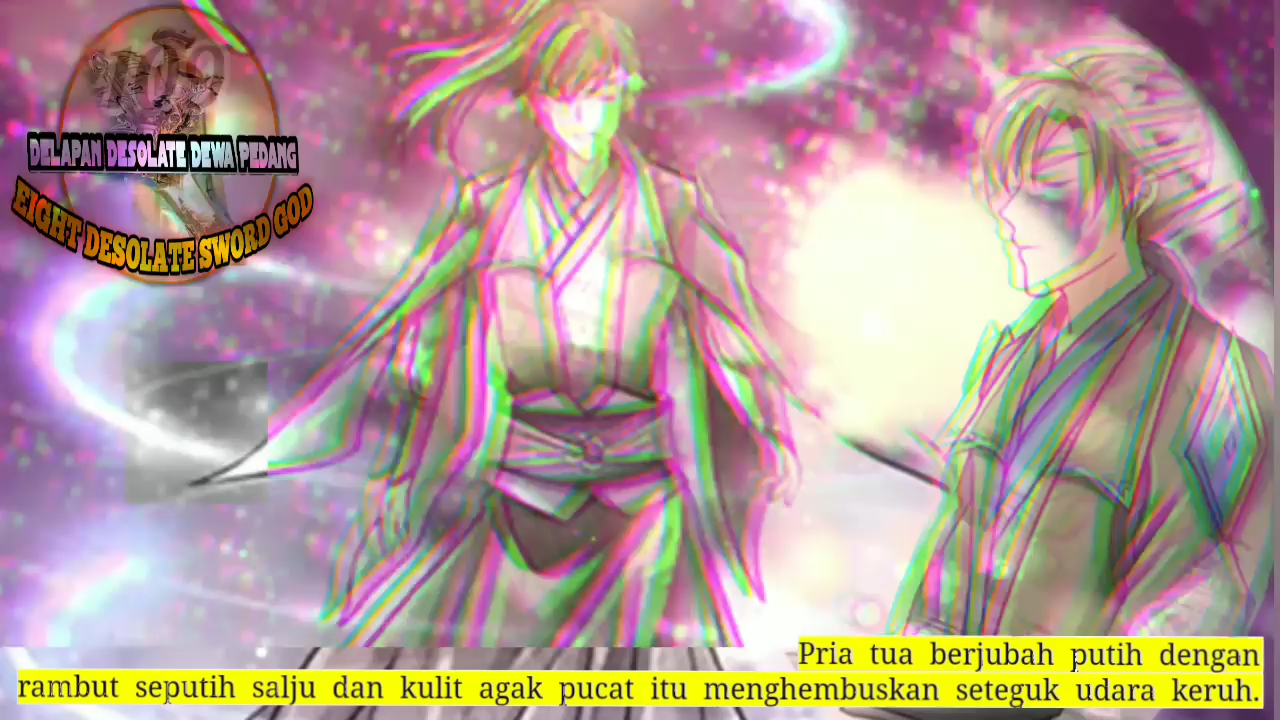 DELAPAN DESOLATE DEWA PEDANG
EIGHT DESOLATE SWORD GOD
Pria tua berjubah putih dengan
rambut seputih salju dan kulit agak pucat itu menghembuskan seteguk udara keruh.